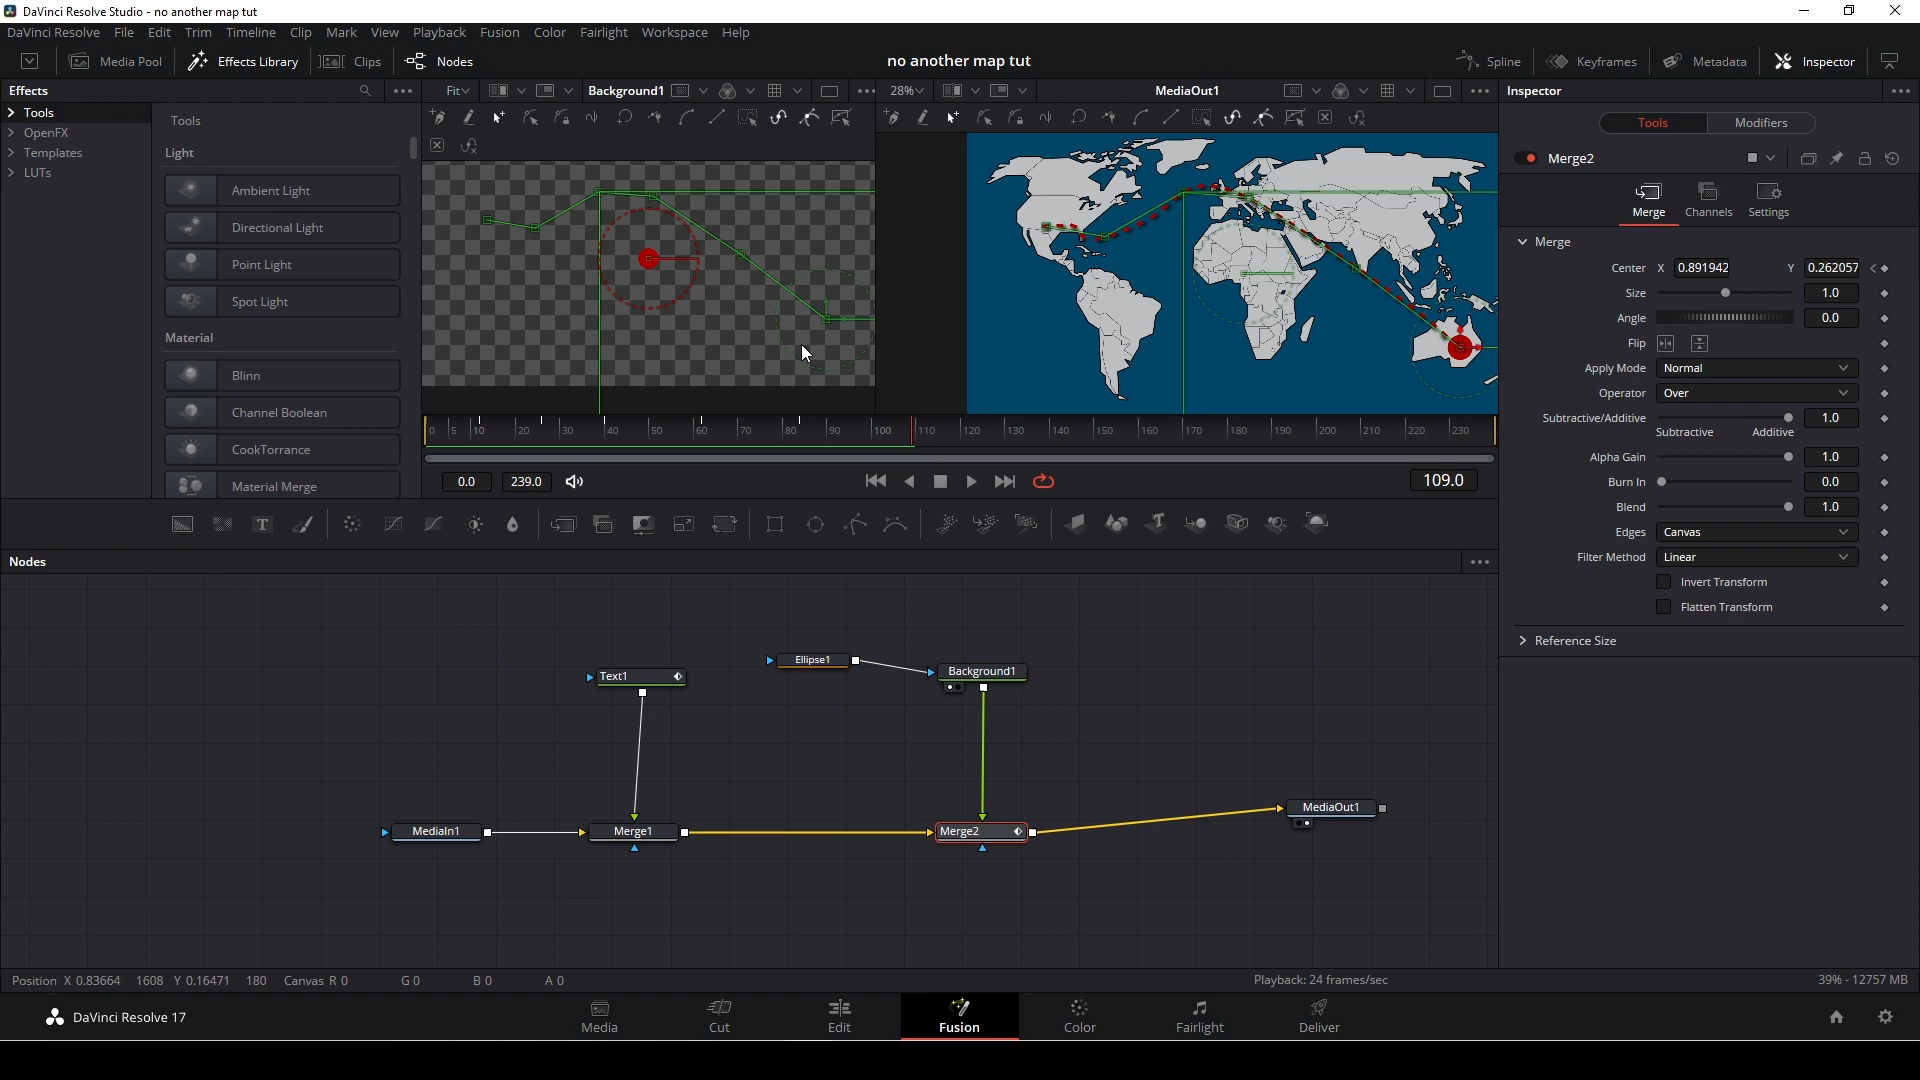 DaVinci Resolve Studio - no another map tut
DaVinci Resolve File Edit Trim Timeline Clip Mark View Playback Fusion Color Fairlight Workspace Help
Media Pool Effects Library Clips Nodes no another map tut Spline Keyframes Metadata Inspector
Effects Fit Background1 28% MediaOut1 Inspector
Tools
OpenFX
Templates
LUTs
Tools
Light
Ambient Light
Directional Light
Point Light
Spot Light
Material
Blinn
Channel Boolean
CookTorrance
Material Merge
0 5 10 20 30 40 50 60 70 80 90 100 110 120 130 140 150 160 170 180 190 200 210 220 230
0.0 239.0 109.0
Tools Modifiers
Merge2
Merge Channels Settings
Merge
Center X 0.891942 Y 0.262057
Size 1.0
Angle 0.0
Flip
Apply Mode Normal
Operator Over
Subtractive/Additive 1.0
Subtractive Additive
Alpha Gain 1.0
Burn In 0.0
Blend 1.0
Edges Canvas
Filter Method Linear
Invert Transform
Flatten Transform
Reference Size
Nodes
Ellipse1
Background1
Text1
MediaOut1
MediaIn1 Merge1 Merge2
Position X 0.83664 1608 Y 0.16471 180 Canvas R 0 G 0 B 0 A 0 Playback: 24 frames/sec 39% - 12757 MB
DaVinci Resolve 17 Media Cut Edit Fusion Color Fairlight Deliver